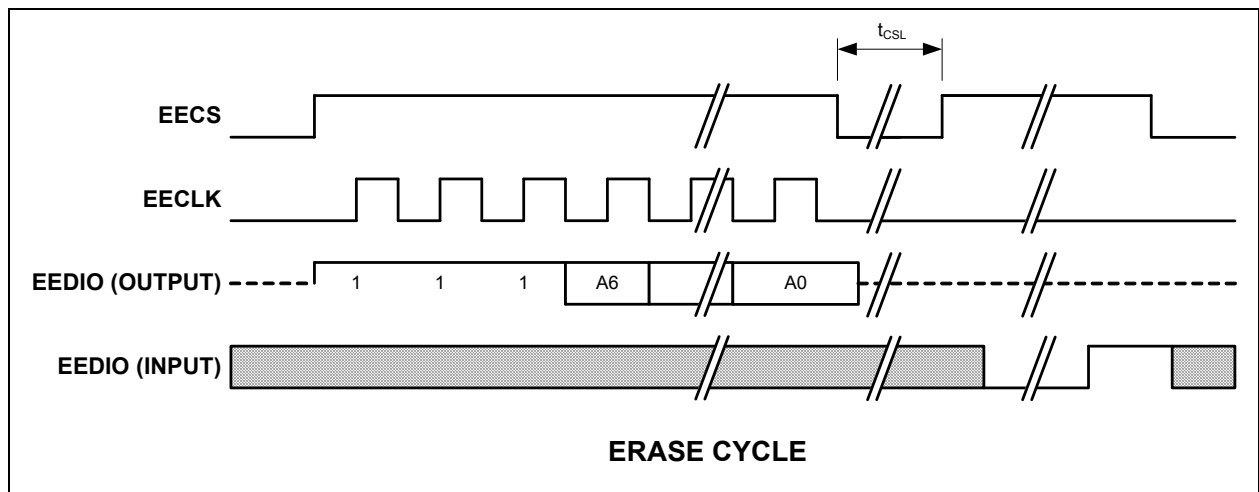 tCSL
EECS
EECLK
EEDIO (OUTPUT)
1 1 1 A6 A0
EEDIO (INPUT)
ERASE CYCLE